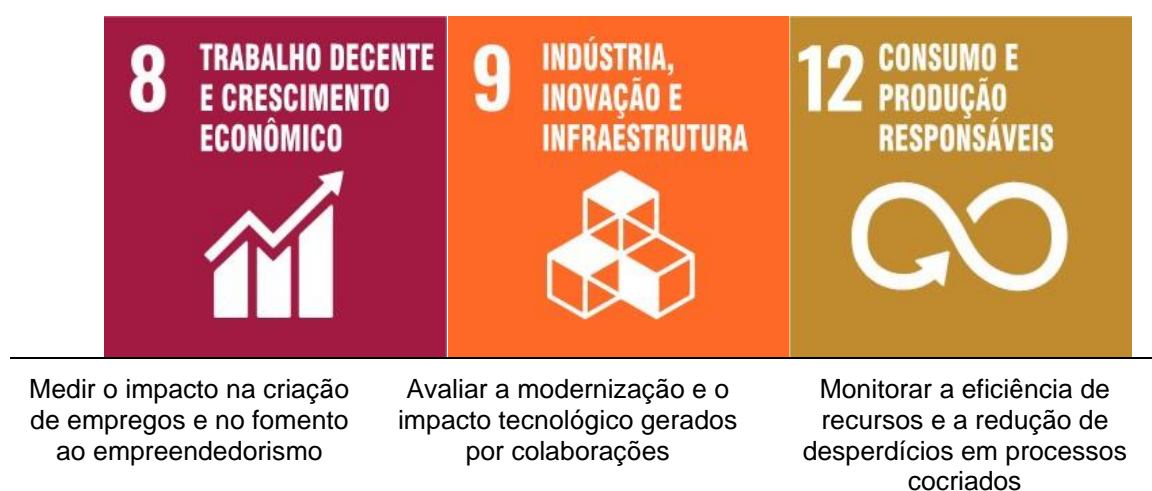 8
TRABALHO DECENTE
E CRESCIMENTO
ECONÔMICO
9
INDÚSTRIA,
INOVAÇÃO E
INFRAESTRUTURA
12
CONSUMO E
PRODUÇÃO
RESPONSÁVEIS
Medir o impacto na criação
de empregos e no fomento
ao empreendedorismo
Avaliar a modernização e o
impacto tecnológico gerados
por colaborações
Monitorar a eficiência de
recursos e a redução de
desperdícios em processos
cocriados